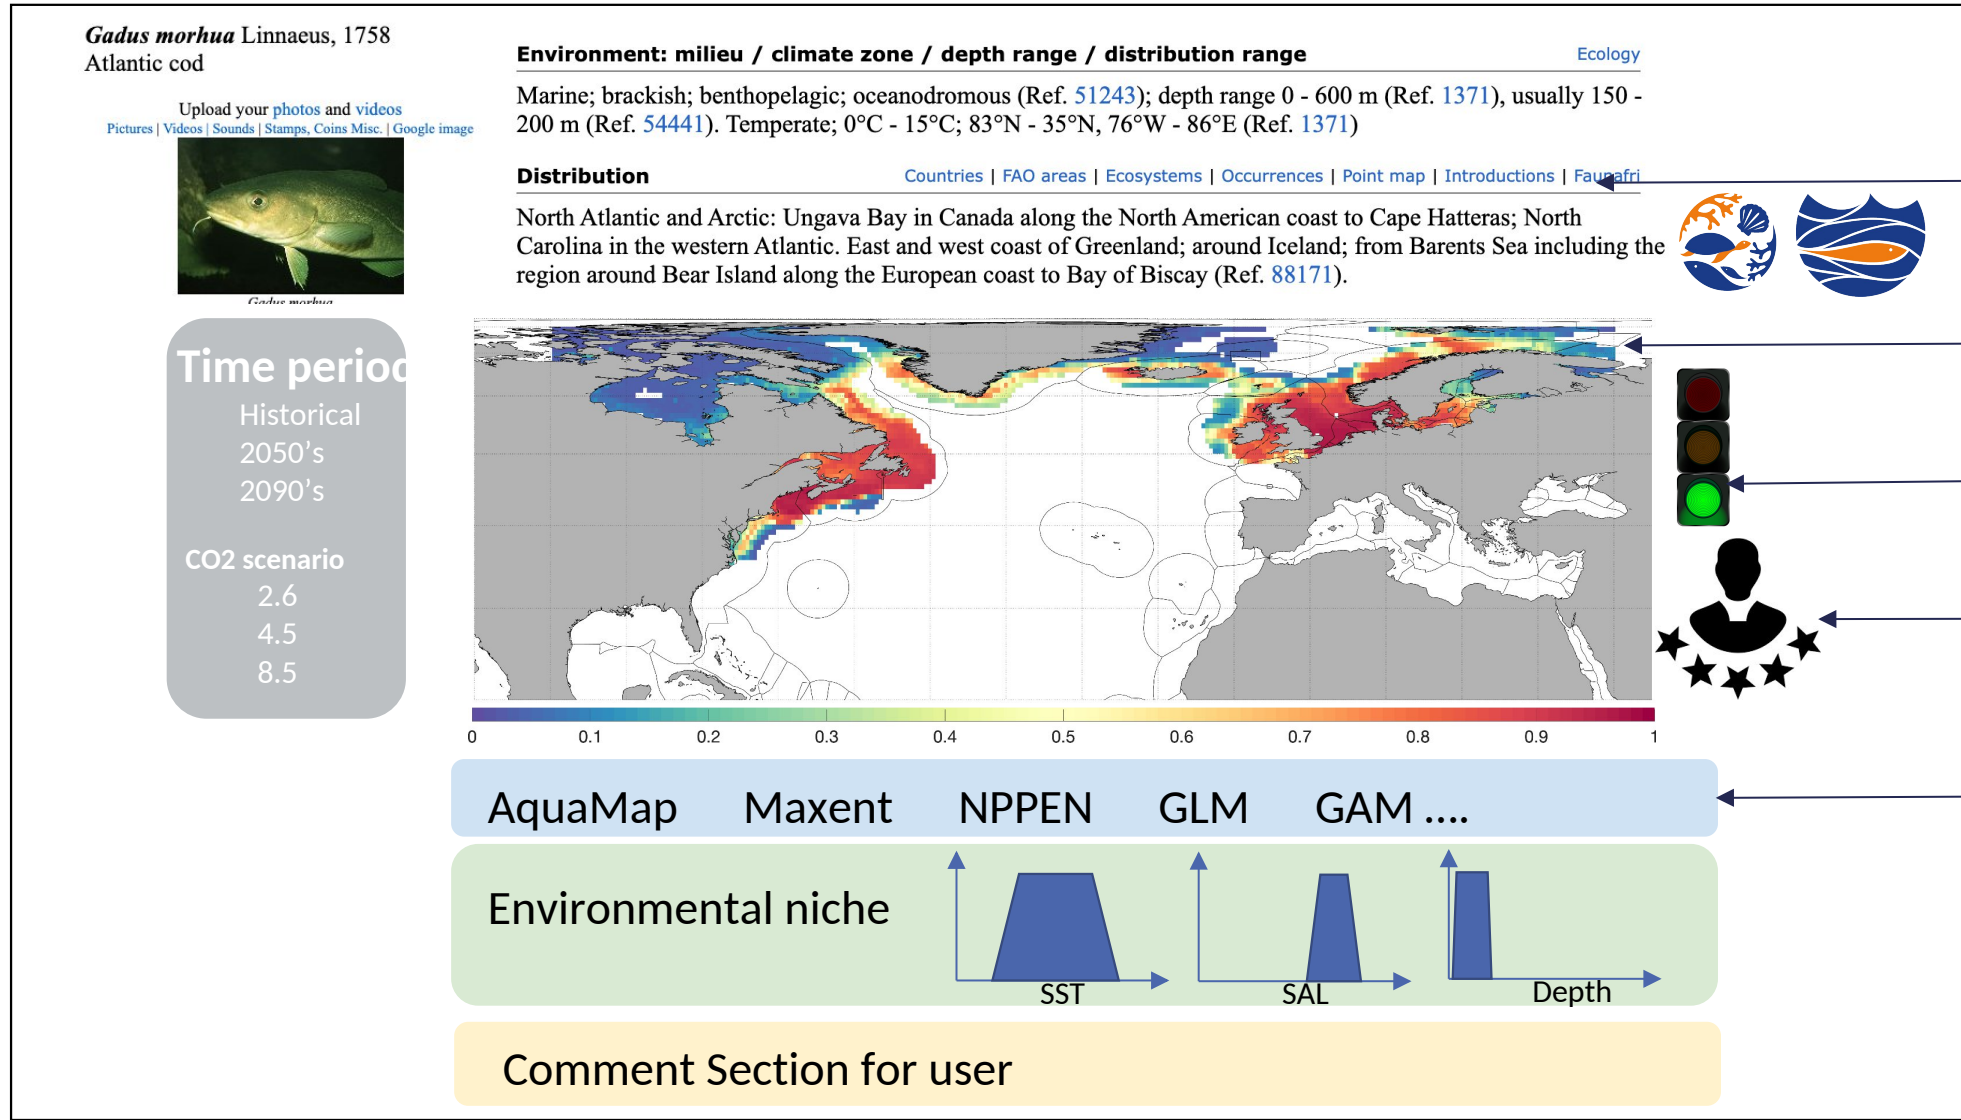 Gadus morhua Linnaeus, 1758
Atlantic cod
Upload your photos and videos
Pictures | Videos | Sounds | Stamps, Coins Misc. | Google image
Gadus morhua
Environment: milieu / climate zone / depth range / distribution range
Ecology
Marine; brackish; benthopelagic; oceanodromous (Ref. 51243); depth range 0 - 600 m (Ref. 1371), usually 150 -
200 m (Ref. 54441). Temperate; 0°C - 15°C; 83°N - 35°N, 76°W - 86°E (Ref. 1371)
Distribution
Countries | FAO areas | Ecosystems | Occurrences | Point map | Introductions | Faunafri
North Atlantic and Arctic: Ungava Bay in Canada along the North American coast to Cape Hatteras; North
Carolina in the western Atlantic. East and west coast of Greenland; around Iceland; from Barents Sea including the
region around Bear Island along the European coast to Bay of Biscay (Ref. 88171).
Time period
Historical
2050's
2090's
CO2 scenario
2.6
4.5
8.5
0 0.1 0.2 0.3 0.4 0.5 0.6 0.7 0.8 0.9 1
AquaMap Maxent NPPEN GLM GAM ....
Environmental niche
SST
SAL
Depth
Comment Section for user